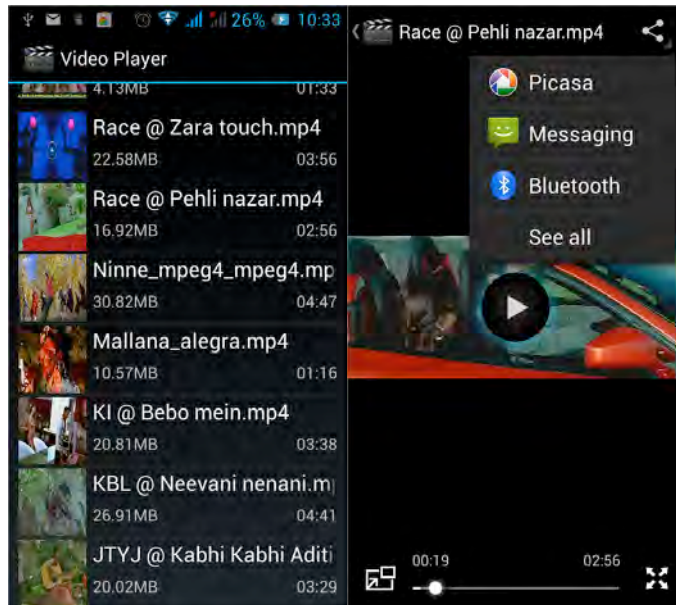 26% 10:33
Video Player
4.13MB 01:33
Race @ Zara touch.mp4
22.58MB 03:56
Race @ Pehli nazar.mp4
16.92MB 02:56
Ninne_mpeg4_mpeg4.mp
30.82MB 04:47
Mallana_alegra.mp4
10.57MB 01:16
KI @ Bebo mein.mp4
20.81MB 03:38
KBL @ Neevani nenani.m
26.91MB 04:41
JTYJ @ Kabhi Kabhi Aditi
20.02MB 03:29
Race @ Pehli nazar.mp4
Picasa
Messaging
Bluetooth
See all
00:19 02:56